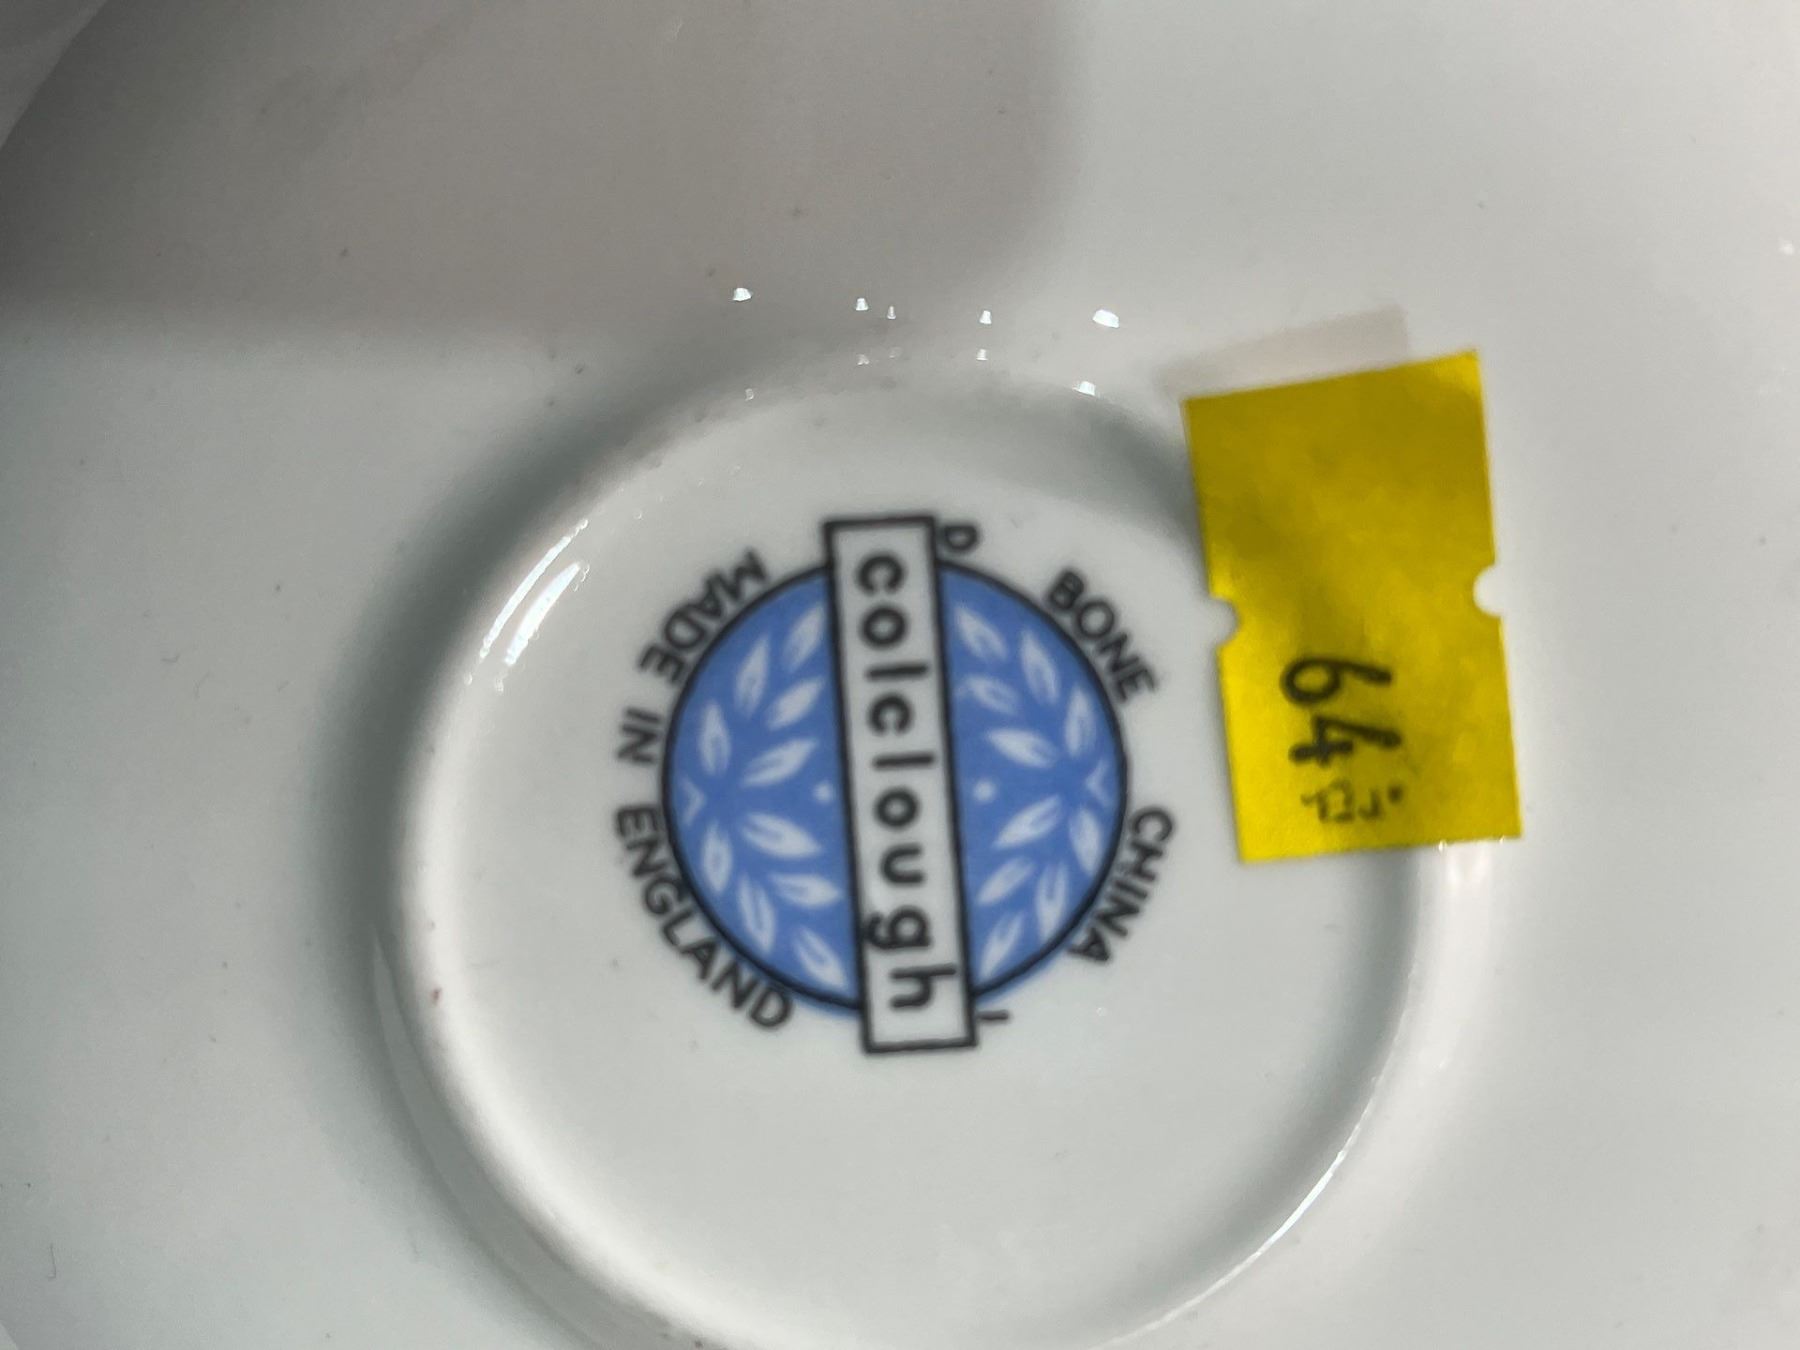 BONE CHINA
D
I
colclough
MADE IN ENGLAND
64